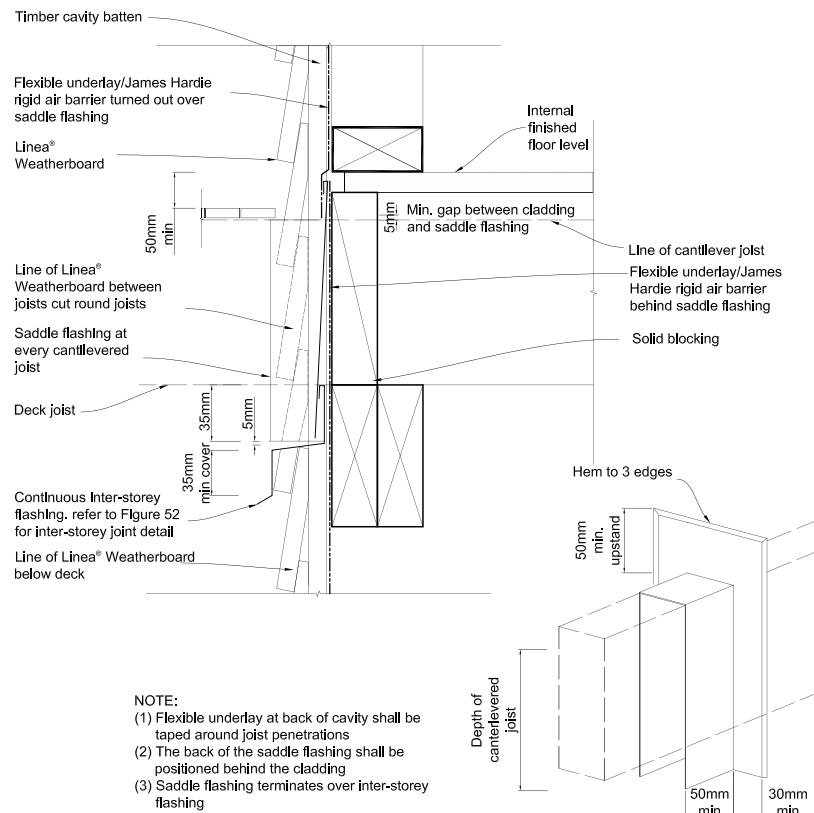 Timber cavity batten
Flexible underlay/James Hardie
rigid air barrier turned out over
saddle flashing
Linea®
Weatherboard
50mm
min
Internal
finished
floor level
5mm
Min. gap between cladding
and saddle flashing
Line of cantilever joist
Flexible underlay/James
Hardie rigid air barrier
behind saddle flashing
Solid blocking
Line of Linea®
Weatherboard between
joists cut round joists
Saddle flashing at
every cantilevered
joist
Deck joist
35mm
5mm
35mm
min cover
Continuous inter-storey
flashing. refer to Figure 52
for inter-storey joint detail
Line of Linea® Weatherboard
below deck
Hem to 3 edges
50mm
min.
upstand
Depth of
canterlevered
joist
50mm
min
30mm
min
NOTE:
(1) Flexible underlay at back of cavity shall be
taped around joist penetrations
(2) The back of the saddle flashing shall be
positioned behind the cladding
(3) Saddle flashing terminates over inter-storey
flashing